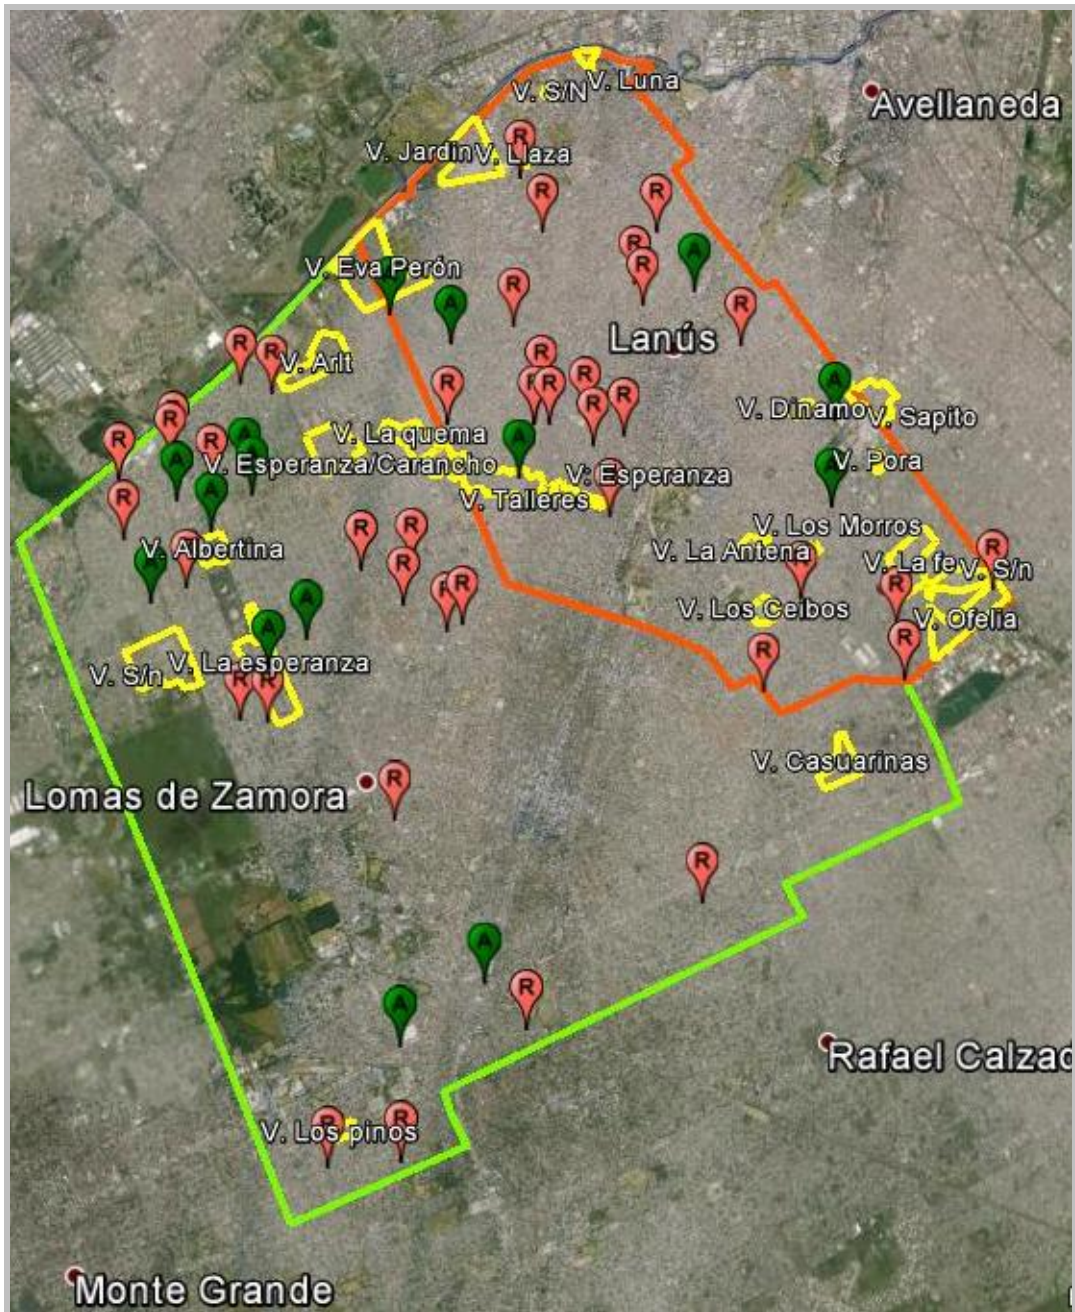 V. Luna
V. S/N
Avellaneda
V. Jardin
V. Llaza
R
R
R
R
A
R
V. Eva Perón
A
A
R
R
Lanús
R
R
V. Arlt
R
R
R
R
R
R
R
A
V. Dinamo
V. Sapito
R
R
R
R
A
V. La quema
A
A
A
V. Esperanza/Carancho
V: Esperanza
R
A
V. Pora
R
A
V. Talleres
V. Los Morros
R
R
V. Albertina
R
V. La Antena
R
V. La fe
V. S/n
R
A
R
R
R
R
A
V. Los Ceibos
V. Ofelia
A
R
R
V. S/n
V. La esperanza
R
R
V. Casuarinas
Lomas de Zamora
R
R
A
R
A
Rafael Calzad
V. Los pinos
R
R
Monte Grande